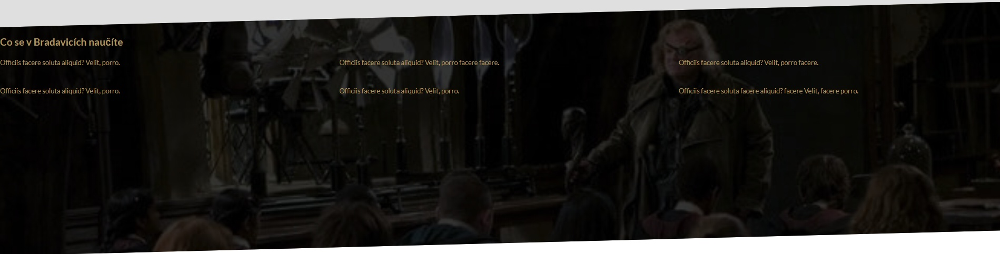 Co se v Bradavicích naučíte
Officiis facere soluta aliquid? Velit, porro.
Officiis facere soluta aliquid? Velit, porro facere facere.
Officiis facere soluta aliquid? Velit, porro facere.
Officiis facere soluta aliquid? Velit, porro.
Officiis facere soluta aliquid? Velit, porro.
Officiis facere soluta facere aliquid? facere Velit, facere porro.